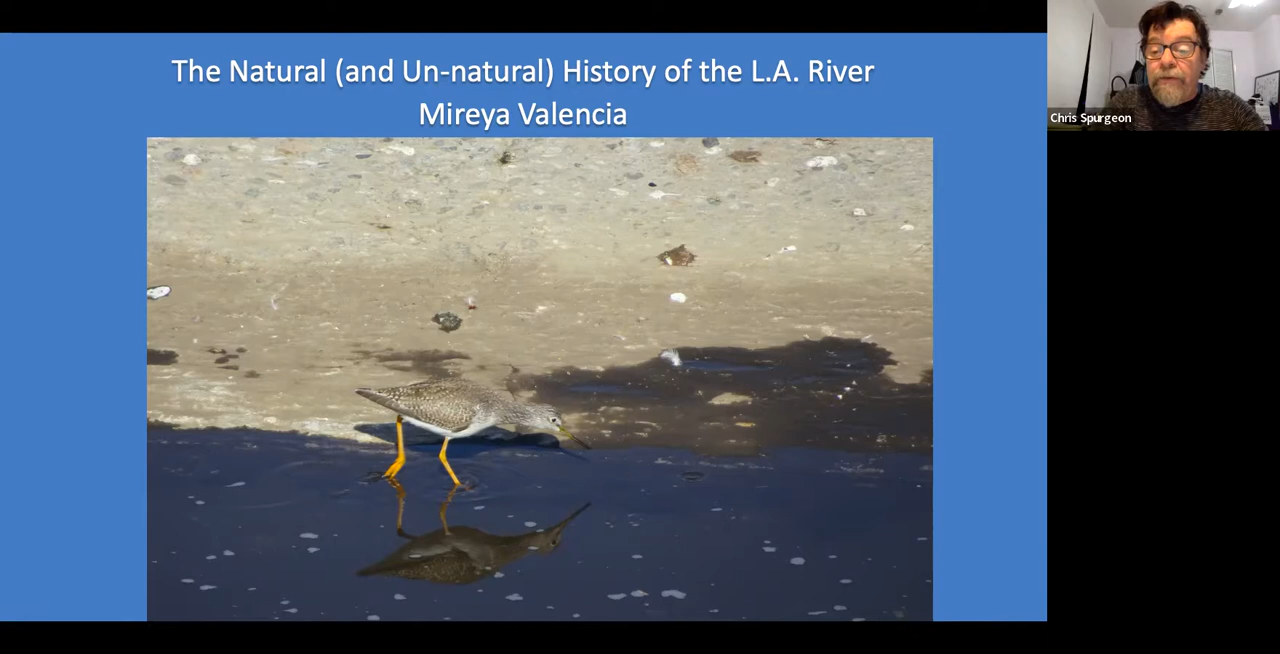 The Natural (and Un-natural) History of the L.A. River
Mireya Valencia
Chris Spurgeon